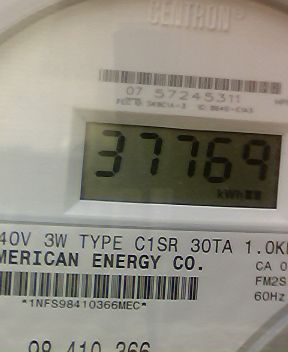 CENTRON®
07 57245311
37769
kWh
40V 3W TYPE C1SR 30TA 1.0K
MERICAN ENERGY CO.
CA 0
FM2S
60Hz
*1NFS98410366MEC*
98 410 366